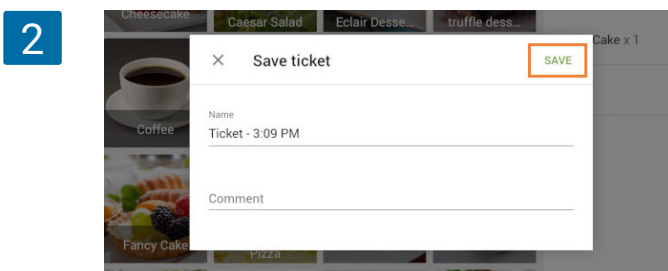 2
Cheesecake
Caesar Salad
Eclair Desse...
truffle dess...
Cake x 1
Save ticket
SAVE
Name
Ticket - 3:09 PM
Coffee
Comment
Fancy Cake
Pizza